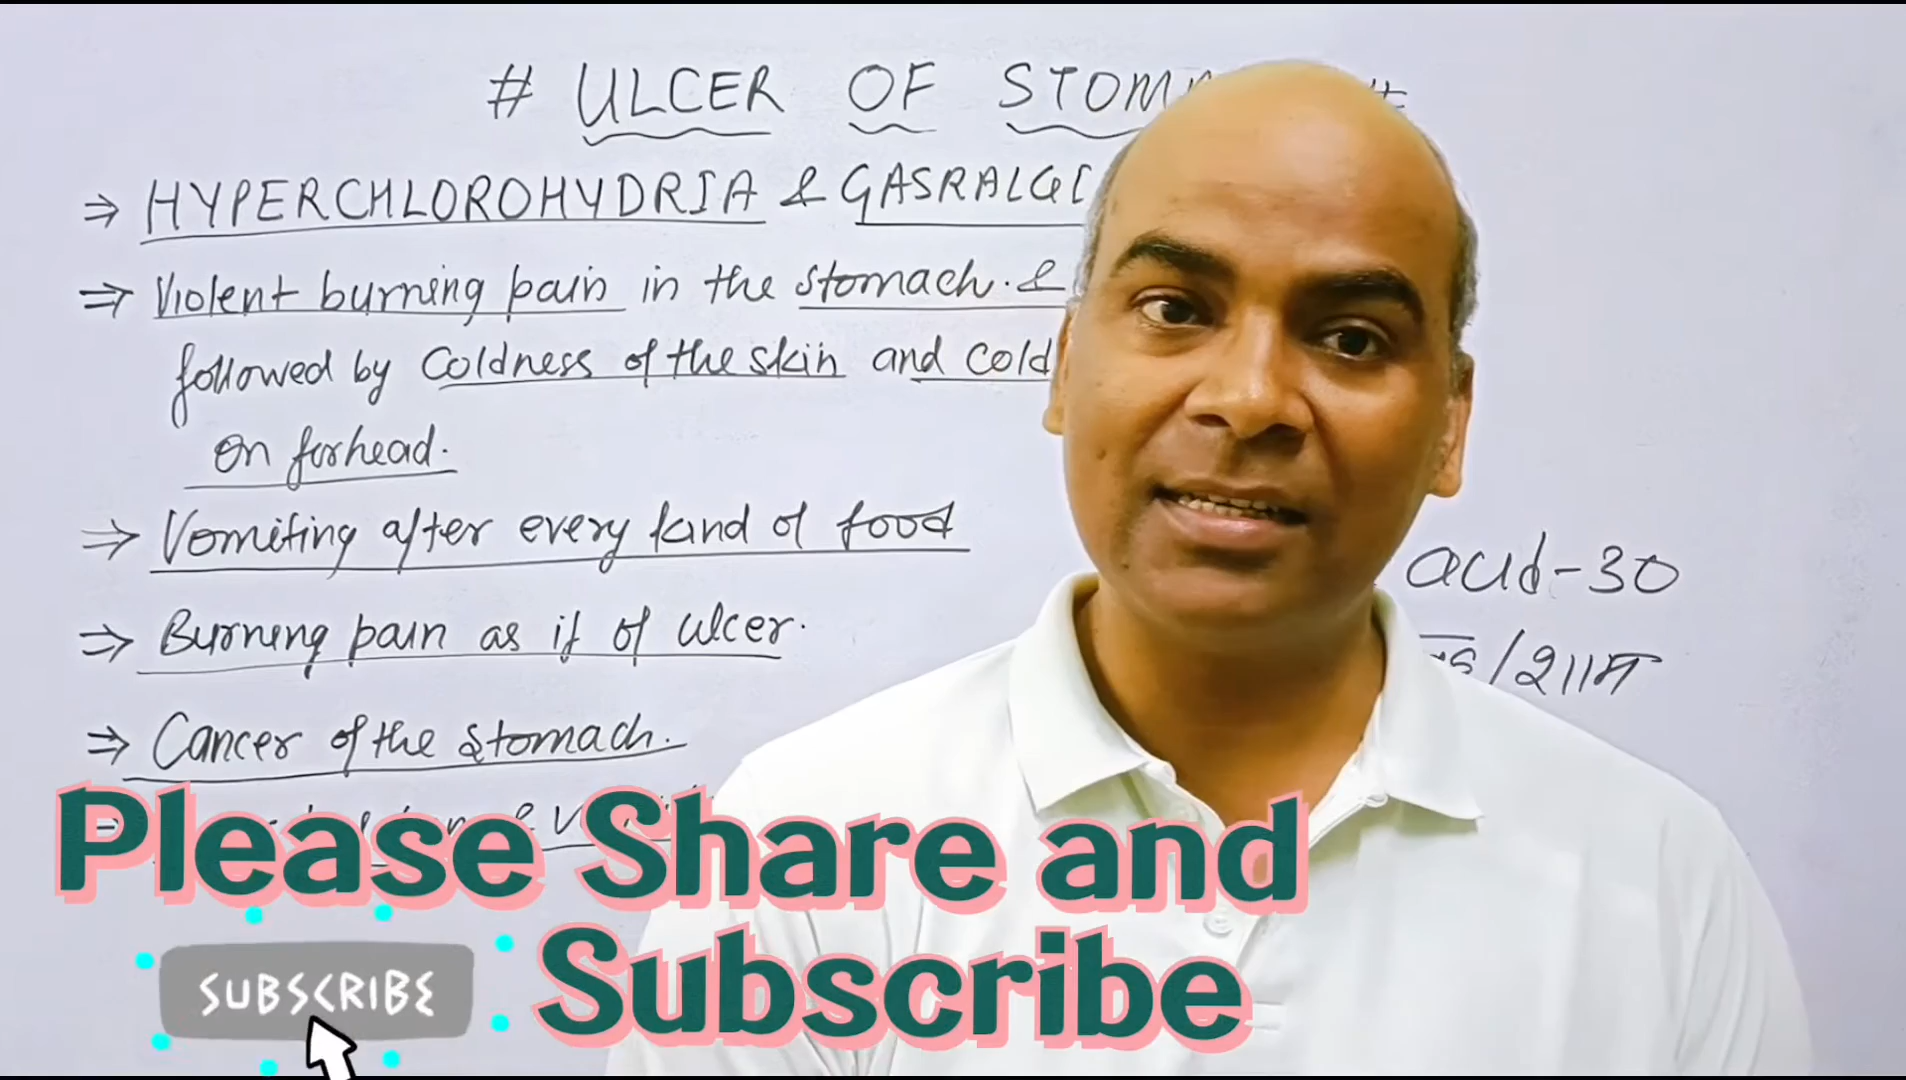 # ULCER OF STOM
⇒ HYPERCHLOROHYDRIA & GASRALGI
⇒ Violent burning pain in the stomach. &
followed by Coldness of the skin and cold
on forhead.
⇒ Vomiting after every kind of food
acid-30
⇒ Burning pain as if of ulcer.
⇒ Cancer of the stomach.
Please Share and
Subscribe
SUBSCRIBE